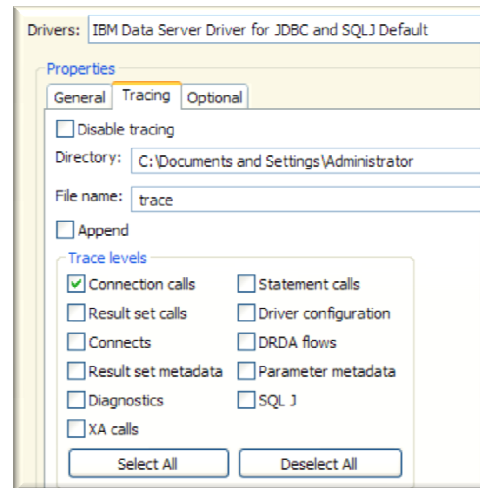 Drivers: IBM Data Server Driver for JDBC and SQLJ Default
Properties
General Tracing Optional
Disable tracing
Directory: C:\Documents and Settings\Administrator
File name: trace
Append
Trace levels
Connection calls Statement calls
Result set calls Driver configuration
Connects DRDA flows
Result set metadata Parameter metadata
Diagnostics SQL J
XA calls
Select All Deselect All